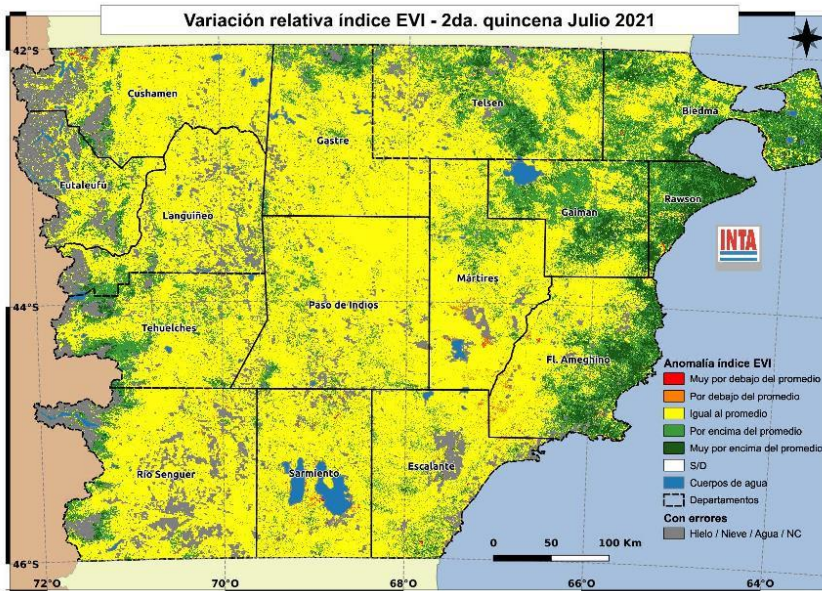 Variación relativa índice EVI - 2da. quincena Julio 2021
42°S
Cushamen
Telsen
Biedma
Gastre
Futaleufú
Languiñeo
Gaiman
Rawson
INTA
Mártires
44°S
Paso de Indios
Tehuelches
Fl. Ameghino
Anomalía índice EVI
Muy por debajo del promedio
Por debajo del promedio
Igual al promedio
Por encima del promedio
Muy por encima del promedio
S/D
Cuerpos de agua
Departamentos
Con errores
Hielo / Nieve / Agua / NC
Escalante
Río Senguer
Sarmiento
0 50 100 Km
46°S
72°O 70°O 68°O 66°O 64°O